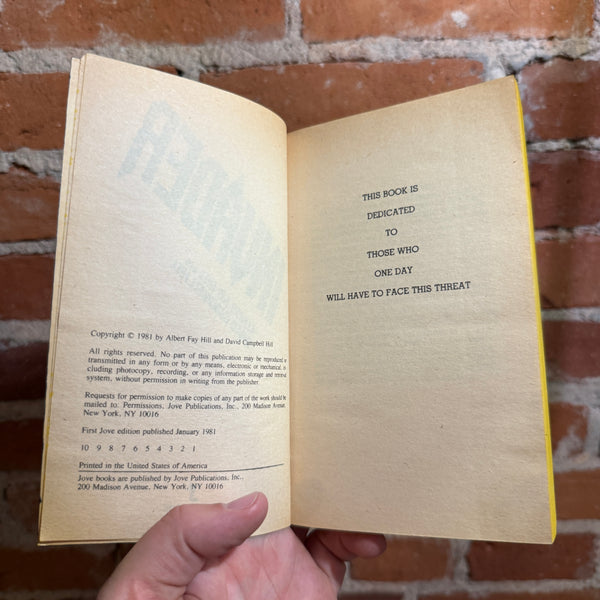 Copyright © 1981 by Albert Fay Hill and David Campbell Hill
All rights reserved. No part of this publication may be reproduced or
transmitted in any form or by any means, electronic or mechanical, in-
cluding photocopy, recording, or any information storage and retrieval
system, without permission in writing from the publisher.
Requests for permission to make copies of any part of the work should be
mailed to: Permissions, Jove Publications, Inc., 200 Madison Avenue,
New York, NY 10016
First Jove edition published January 1981
10 9 8 7 6 5 4 3 2 1
Printed in the United States of America
Jove books are published by Jove Publications, Inc.,
200 Madison Avenue, New York, NY 10016
THIS BOOK IS
DEDICATED
TO
THOSE WHO
ONE DAY
WILL HAVE TO FACE THIS THREAT